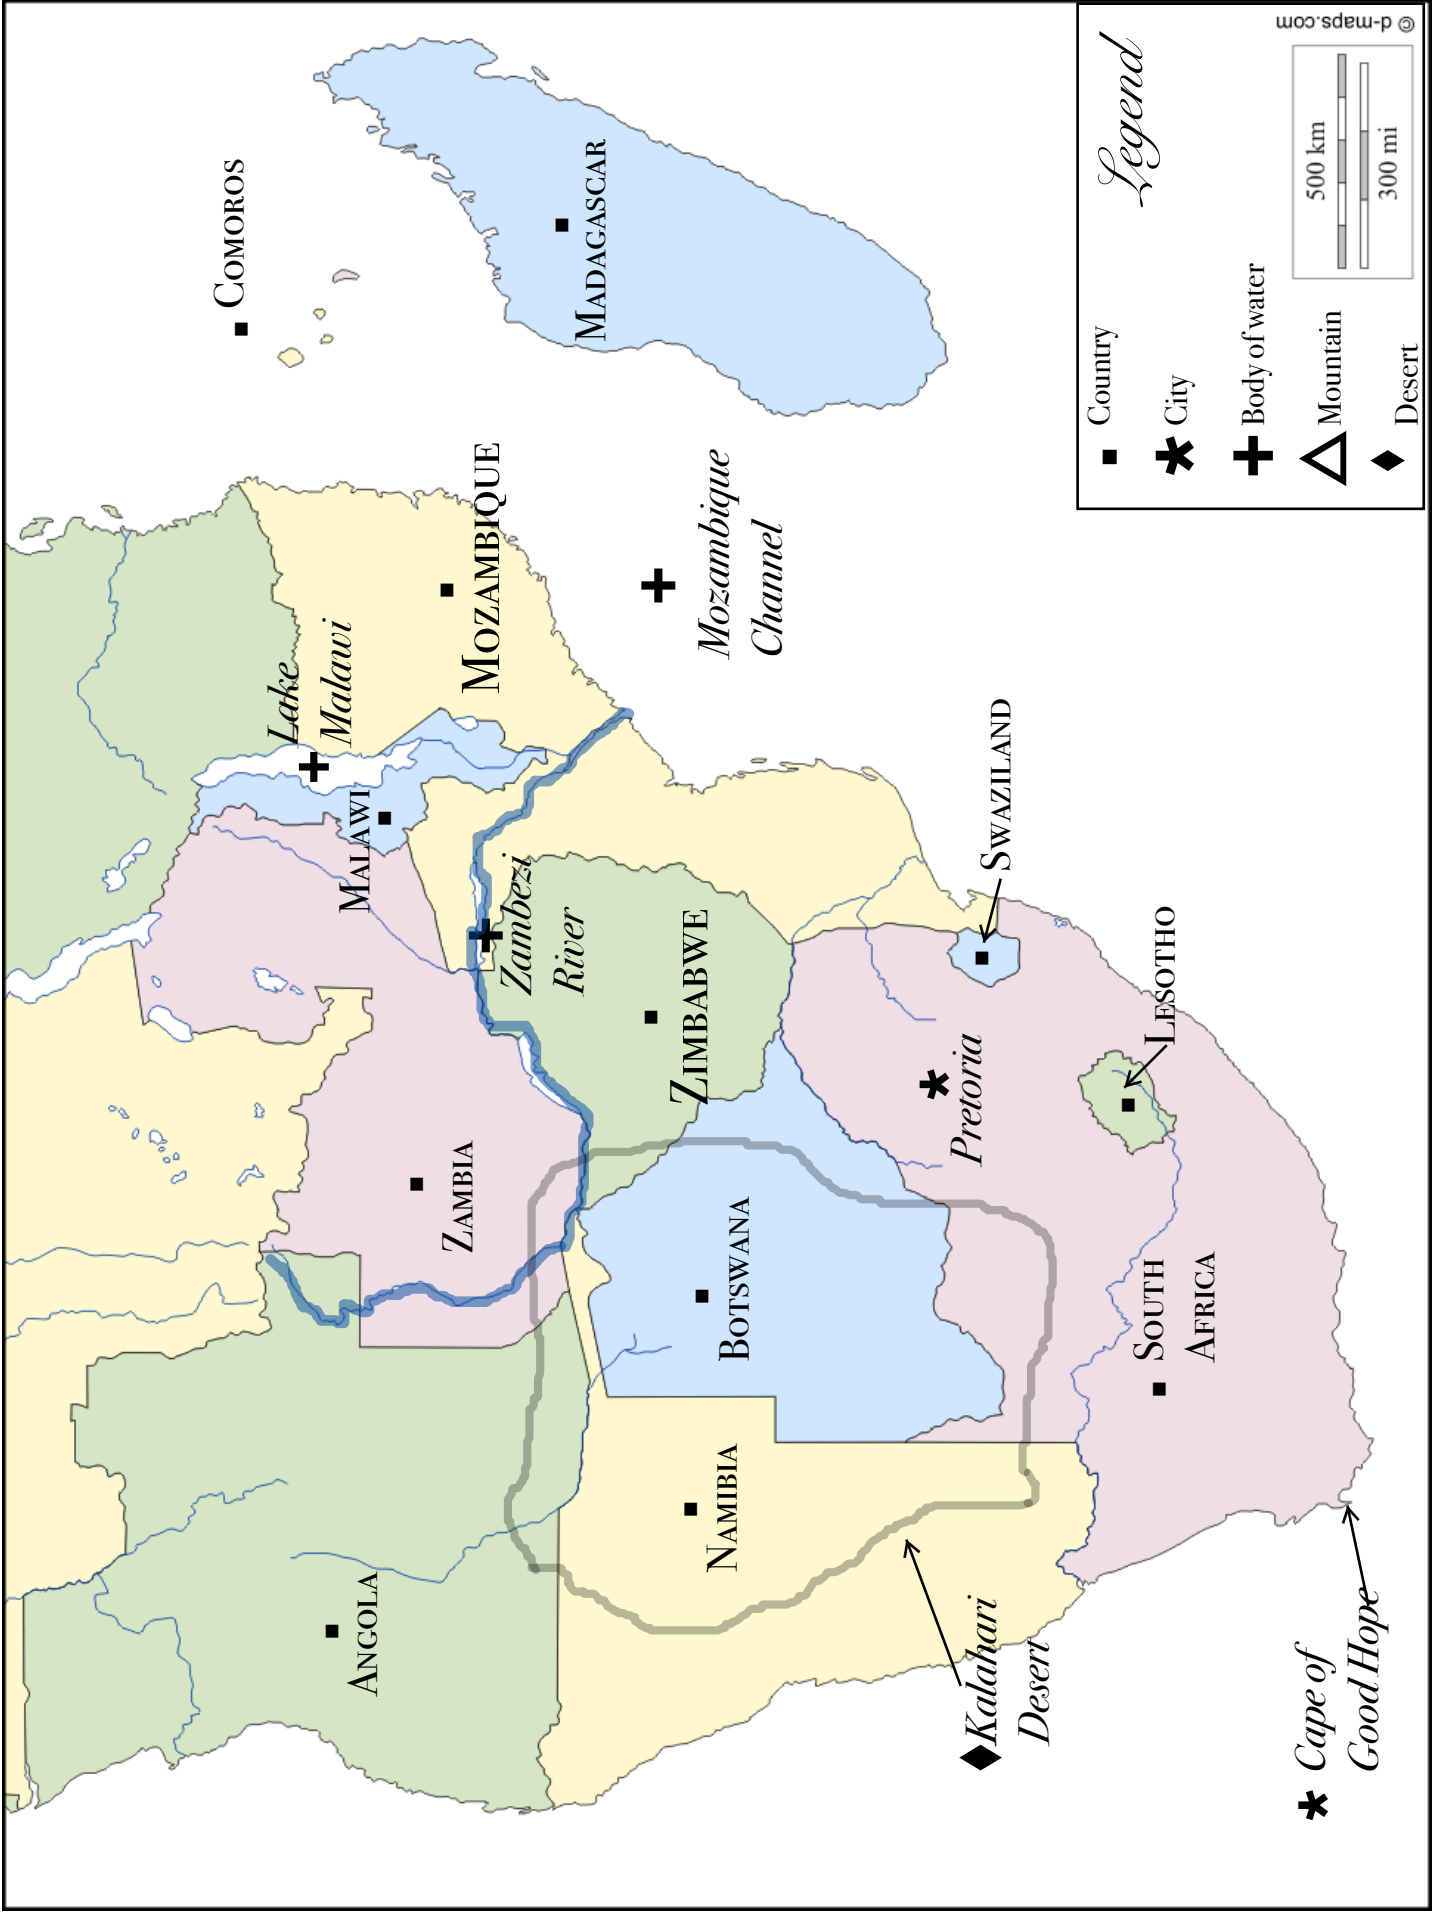 COMOROS
MADAGASCAR
MOZAMBIQUE
Lake
Malawi
MALAWI
Mozambique
Channel
Zambezi
River
ZIMBABWE
ZAMBIA
ANGOLA
NAMIBIA
BOTSWANA
SWAZILAND
LESOTHO
Pretoria
SOUTH
AFRICA
Kalahari
Desert
Cape of
Good Hope
Legend
Country
City
Body of water
Mountain
Desert
500 km
300 mi
© d-maps.com